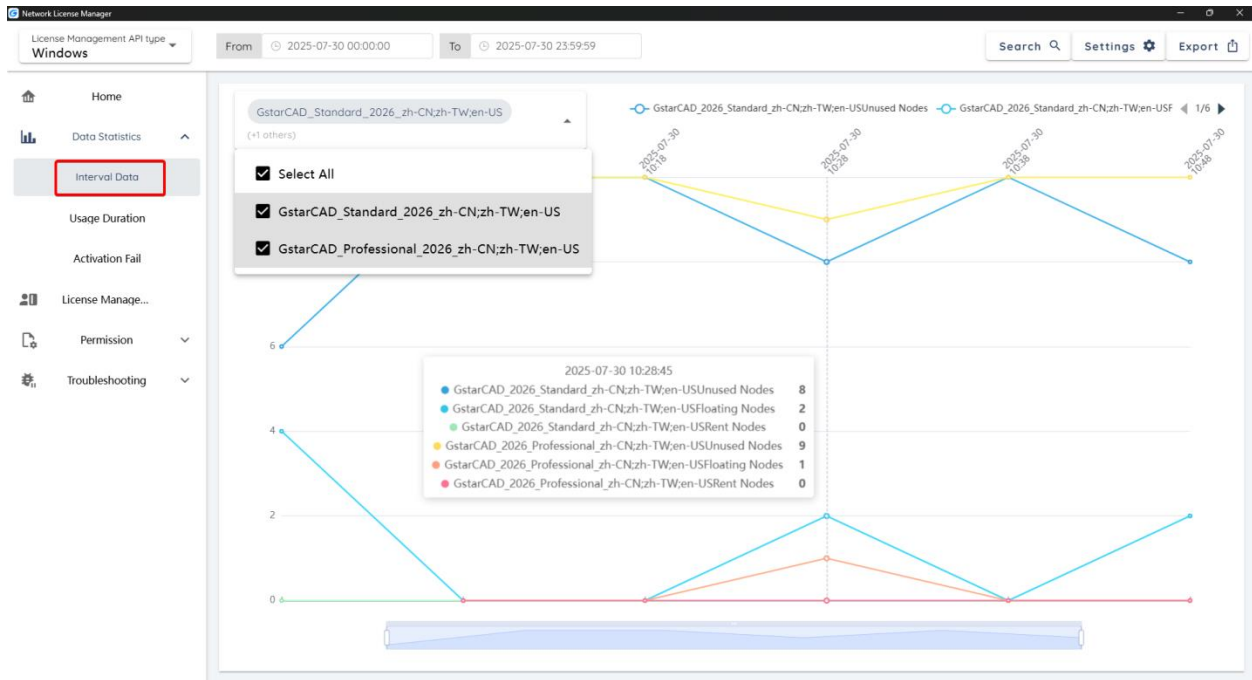 Network License Manager
License Management API type
Windows
From 2025-07-30 00:00:00 To 2025-07-30 23:59:59
Search Settings Export
Home
Data Statistics
Interval Data
Usage Duration
Activation Fail
License Manage...
Permission
Troubleshooting
GstarCAD_Standard_2026_zh-CN;zh-TW;en-US
(+1 others)
Select All
GstarCAD_Standard_2026_zh-CN;zh-TW;en-US
GstarCAD_Professional_2026_zh-CN;zh-TW;en-US
GstarCAD_2026_Standard_zh-CN;zh-TW;en-USUnused Nodes GstarCAD_2026_Standard_zh-CN;zh-TW;en-USF 1/6
2025-07-30
10:18
2025-07-30
10:28
2025-07-30
10:38
2025-07-30
10:48
6
4
2
0
2025-07-30 10:28:45
GstarCAD_2026_Standard_zh-CN;zh-TW;en-USUnused Nodes 8
GstarCAD_2026_Standard_zh-CN;zh-TW;en-USFloating Nodes 2
GstarCAD_2026_Standard_zh-CN;zh-TW;en-USRent Nodes 0
GstarCAD_2026_Professional_zh-CN;zh-TW;en-USUnused Nodes 9
GstarCAD_2026_Professional_zh-CN;zh-TW;en-USFloating Nodes 1
GstarCAD_2026_Professional_zh-CN;zh-TW;en-USRent Nodes 0